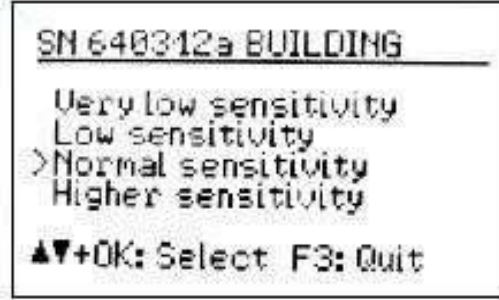 SN 640312a BUILDING
Very low sensitivity
Low sensitivity
>Normal sensitivity
Higher sensitivity
▲▼+OK: Select F3: Quit